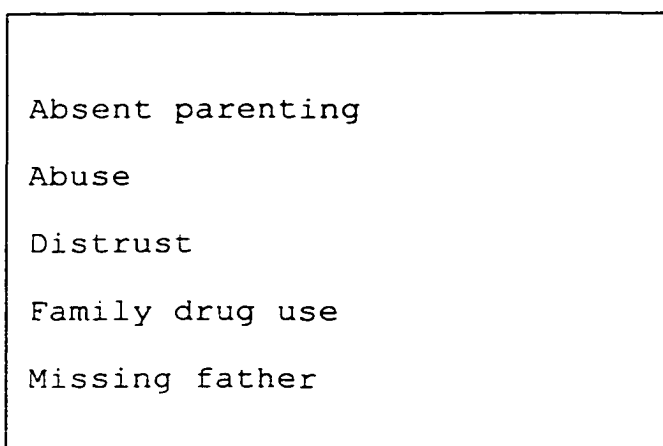 Absent parenting
Abuse
Distrust
Family drug use
Missing father